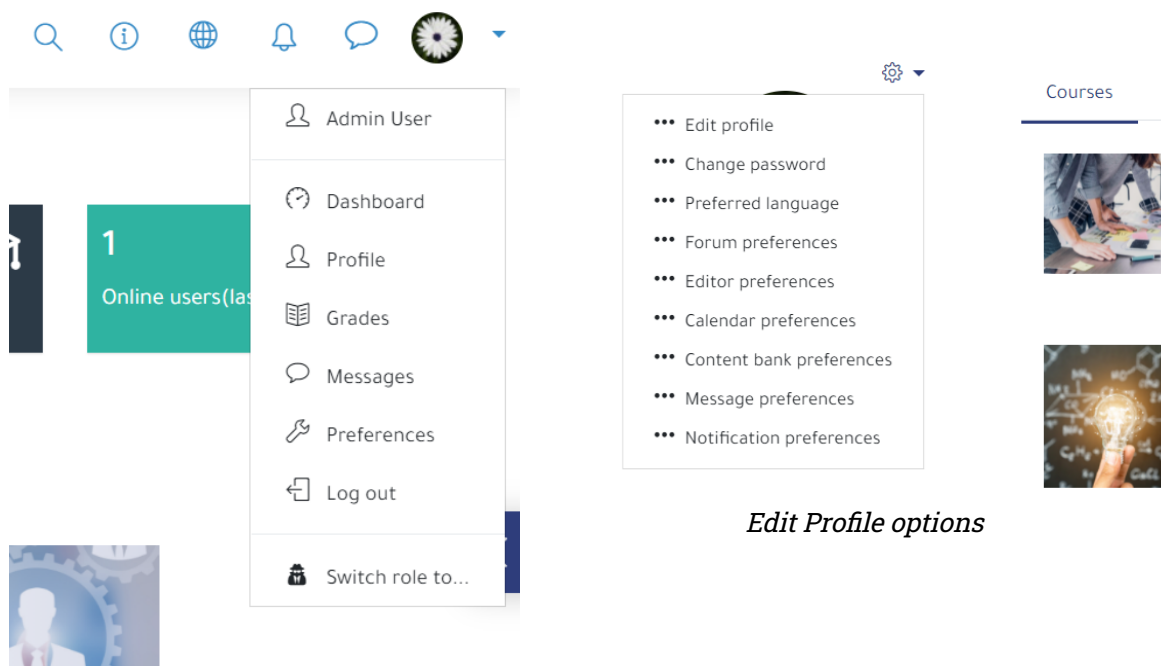 Admin User
Dashboard
1
Online users(las
Profile
Grades
Messages
Preferences
Log out
Switch role to...
Edit profile
Change password
Preferred language
Forum preferences
Editor preferences
Calendar preferences
Content bank preferences
Message preferences
Notification preferences
Edit Profile options
Courses